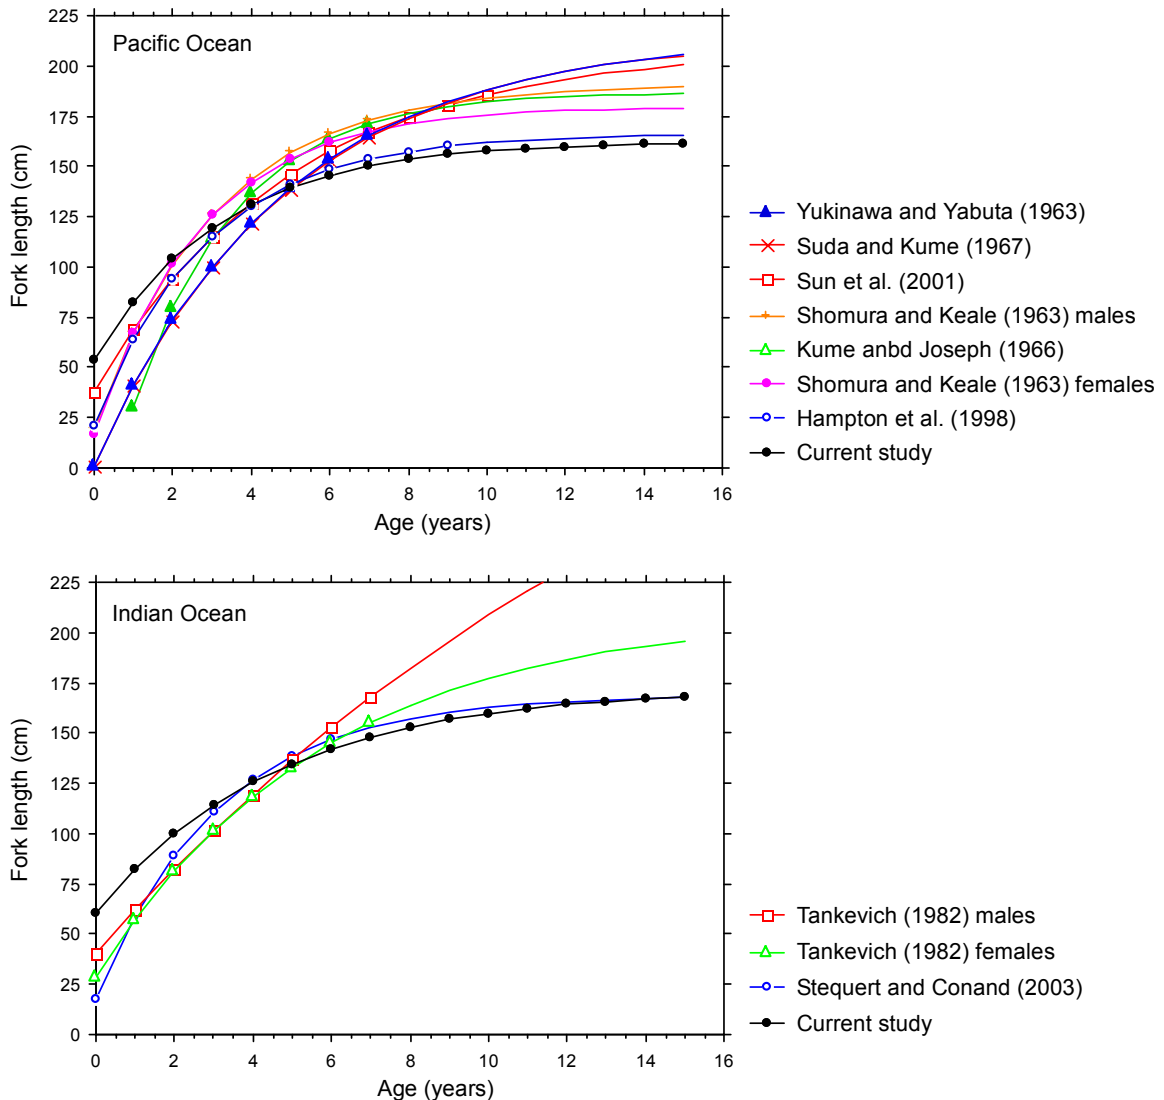 225
200
175
150
125
100
75
50
25
0
Fork length (cm)
Pacific Ocean
0 2 4 6 8 10 12 14 16
Age (years)
Yukinawa and Yabuta (1963)
Suda and Kume (1967)
Sun et al. (2001)
Shomura and Keale (1963) males
Kume anbd Joseph (1966)
Shomura and Keale (1963) females
Hampton et al. (1998)
Current study
225
200
175
150
125
100
75
50
25
0
Fork length (cm)
Indian Ocean
0 2 4 6 8 10 12 14 16
Age (years)
Tankevich (1982) males
Tankevich (1982) females
Stequert and Conand (2003)
Current study